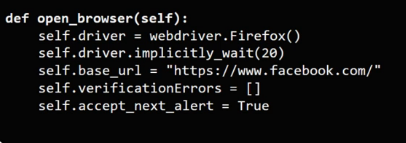 def open_browser(self):
    self.driver = webdriver.Firefox()
    self.driver.implicitly_wait(20)
    self.base_url = "https://www.facebook.com/"
    self.verificationErrors = []
    self.accept_next_alert = True